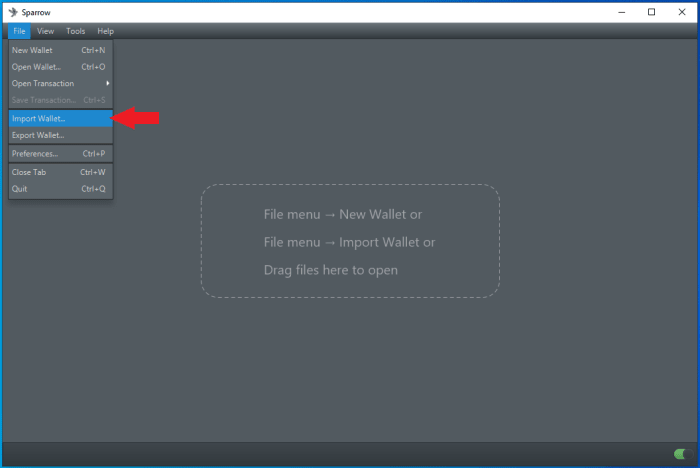 Sparrow
File View Tools Help
New Wallet Ctrl+N
Open Wallet... Ctrl+O
Open Transaction
Save Transaction... Ctrl+S
Import Wallet...
Export Wallet...
Preferences... Ctrl+P
Close Tab Ctrl+W
Quit Ctrl+Q
File menu → New Wallet or
File menu → Import Wallet or
Drag files here to open